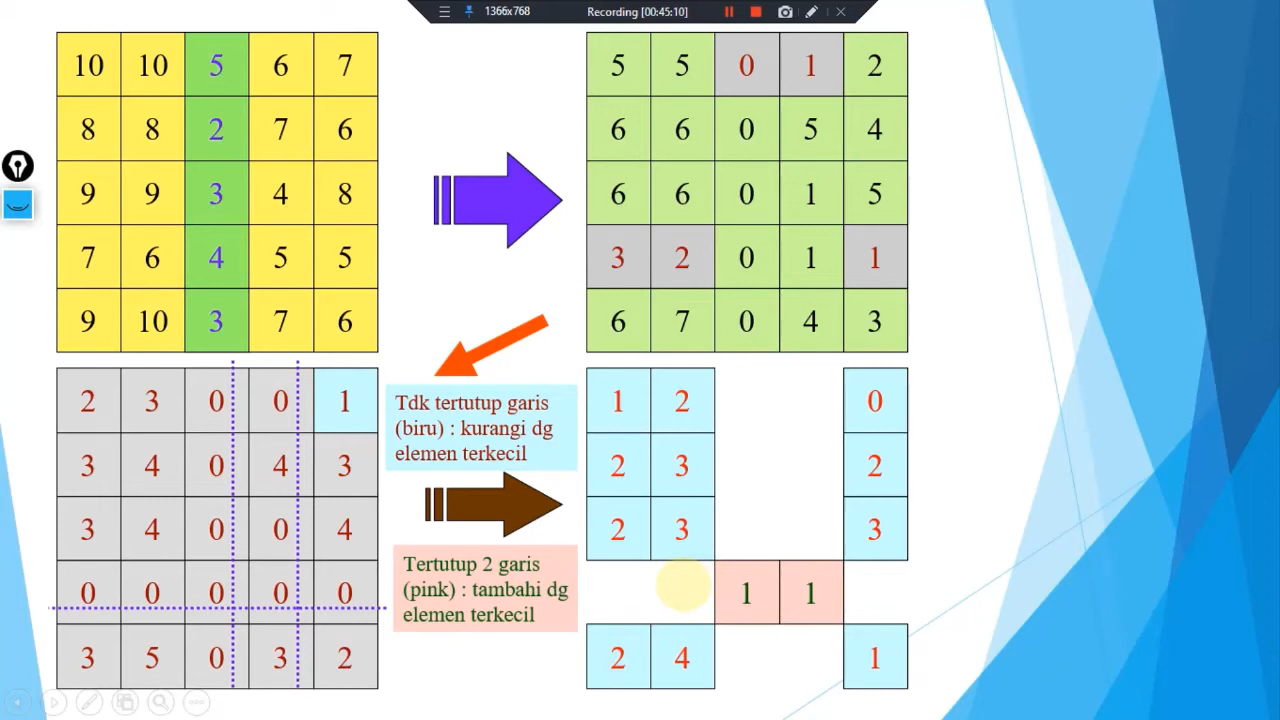 1366x768 Recording [00:45:10]
10 10 5 6 7
8 8 2 7 6
9 9 3 4 8
7 6 4 5 5
9 10 3 7 6
5 5 0 1 2
6 6 0 5 4
6 6 0 1 5
3 2 0 1 1
6 7 0 4 3
2 3 0 0 1
3 4 0 4 3
3 4 0 0 4
0 0 0 0 0
3 5 0 3 2
Tdk tertutup garis
(biru) : kurangi dg
elemen terkecil
Tertutup 2 garis
(pink) : tambahi dg
elemen terkecil
1 2 0
2 3 2
2 3 3
1 1
2 4 1